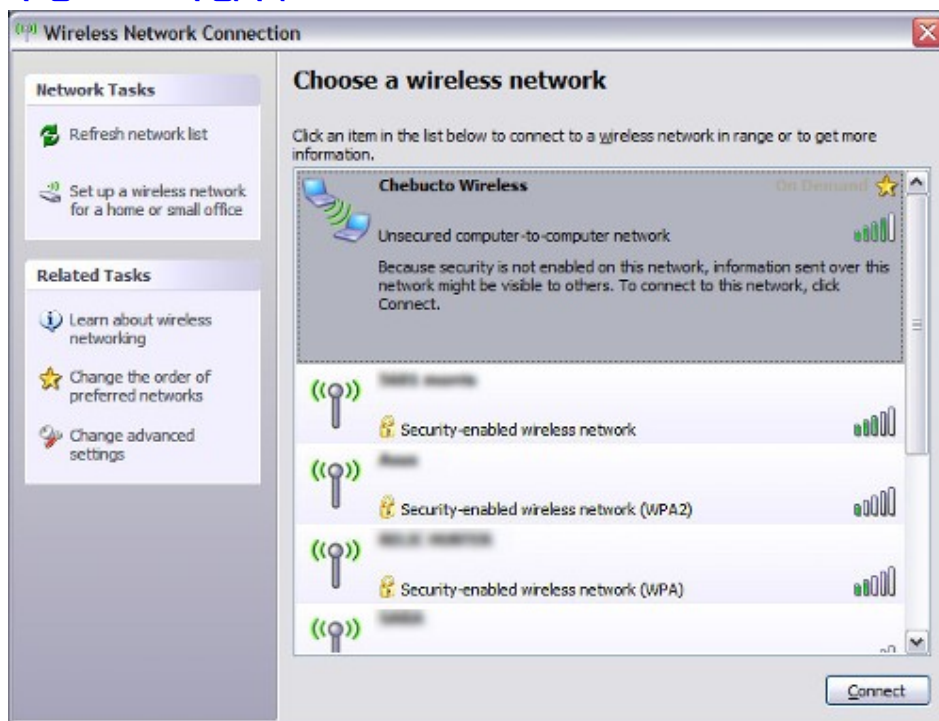 Wireless Network Connection
Network Tasks
Refresh network list
Set up a wireless network
for a home or small office
Related Tasks
Learn about wireless
networking
Change the order of
preferred networks
Change advanced
settings
Choose a wireless network
Click an item in the list below to connect to a wireless network in range or to get more
information.
Chebucto Wireless
On Demand
Unsecured computer-to-computer network
Because security is not enabled on this network, information sent over this
network might be visible to others. To connect to this network, click
Connect.
Security-enabled wireless network
Security-enabled wireless network (WPA2)
Security-enabled wireless network (WPA)
Connect